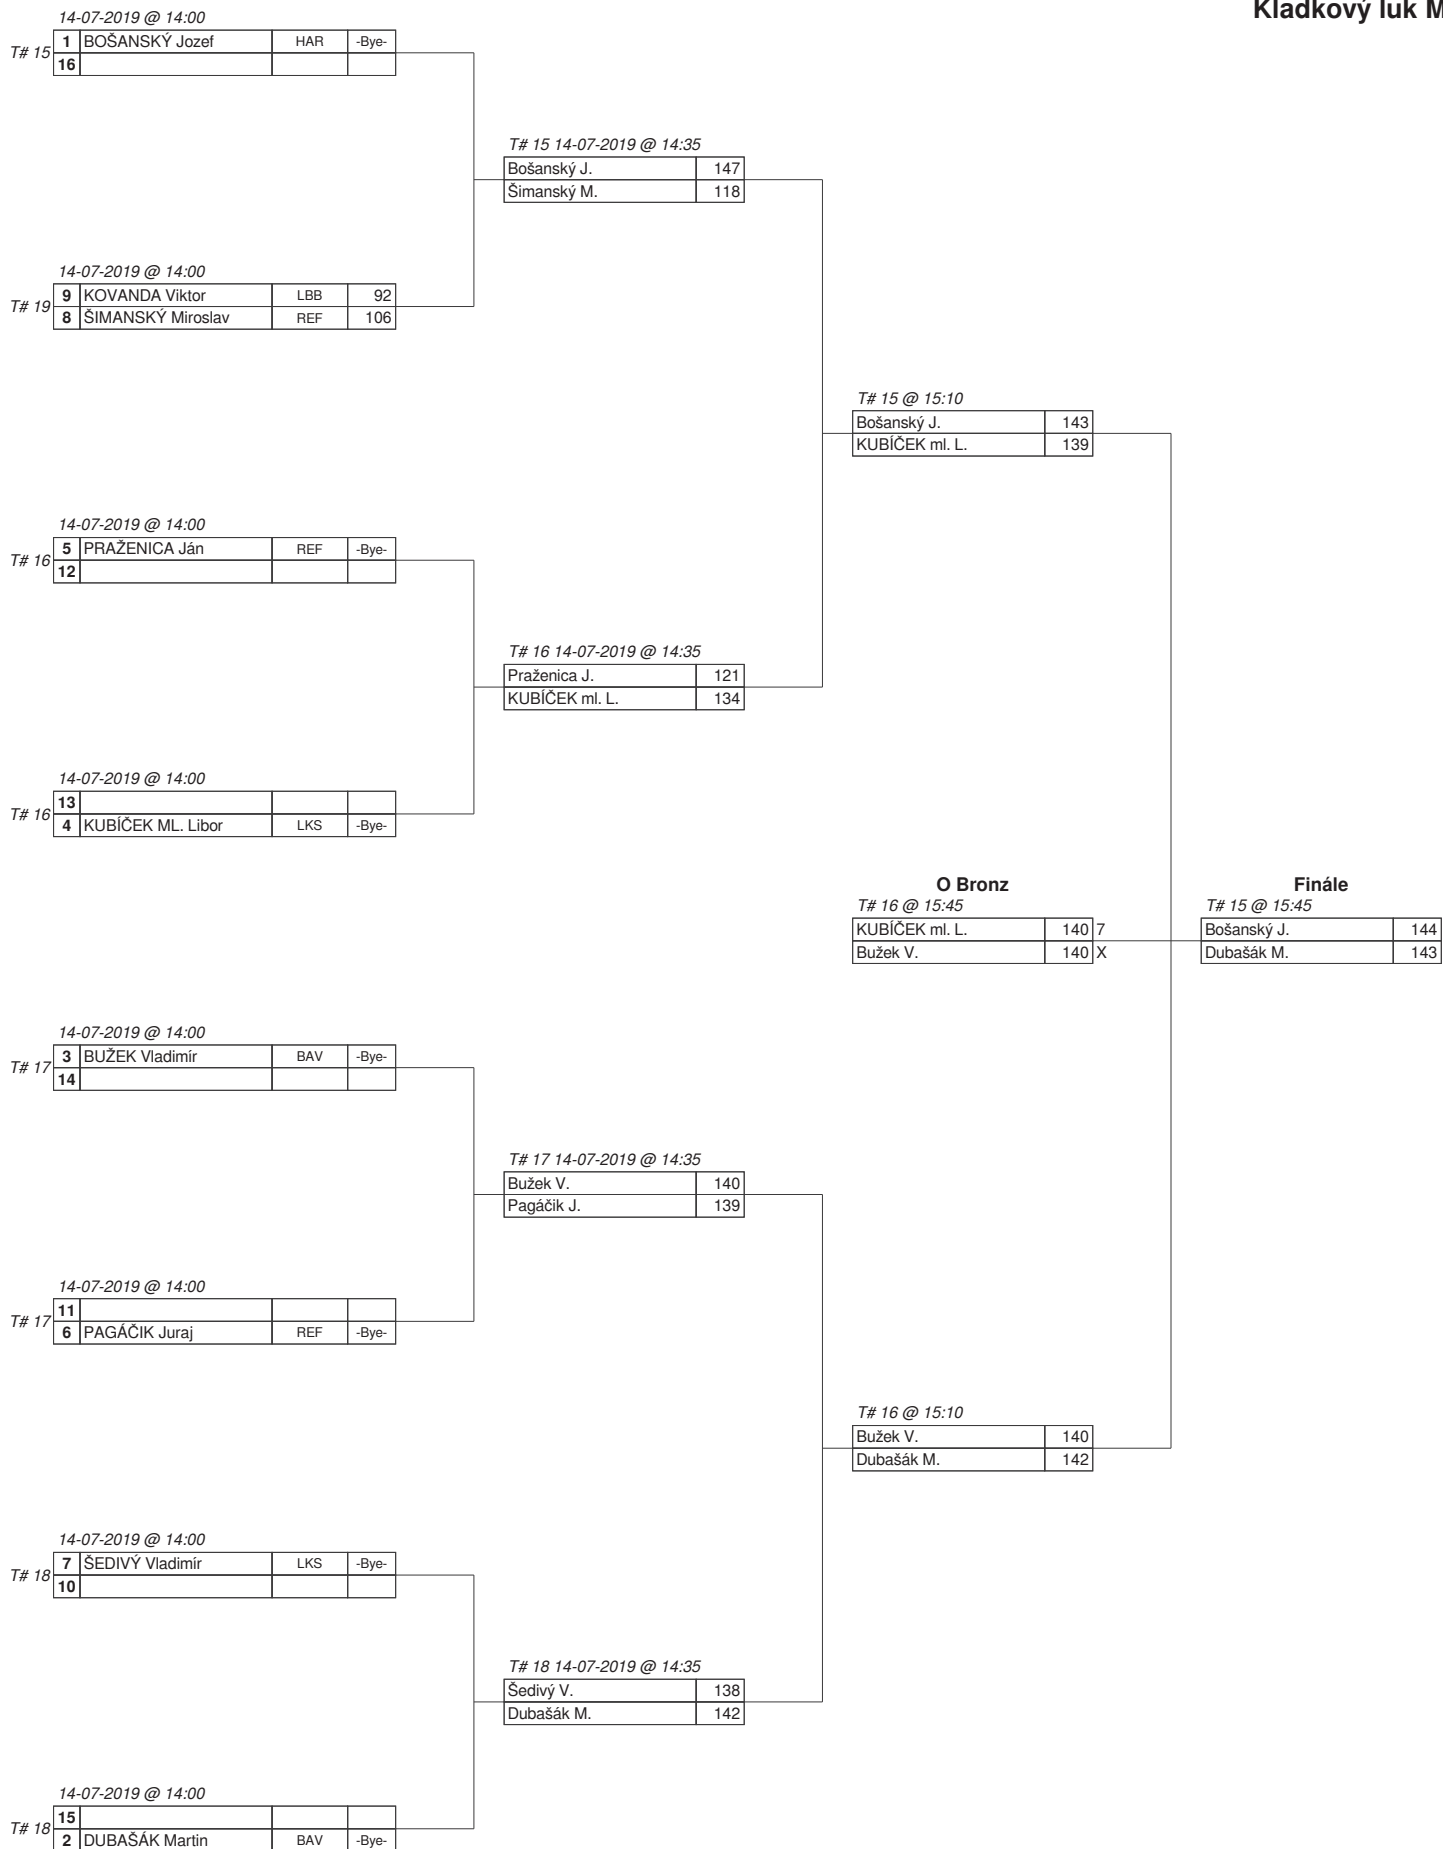 Kladkový luk M
14-07-2019 @ 14:00
T# 15
1 BOŠANSKÝ Jozef HAR -Bye-
16
T# 15 14-07-2019 @ 14:35
Bošanský J. 147
Šimanský M. 118
14-07-2019 @ 14:00
T# 19
9 KOVANDA Viktor LBB 92
8 ŠIMANSKÝ Miroslav REF 106
T# 15 @ 15:10
Bošanský J. 143
KUBÍČEK ml. L. 139
14-07-2019 @ 14:00
T# 16
5 PRAŽENICA Ján REF -Bye-
12
T# 16 14-07-2019 @ 14:35
Praženica J. 121
KUBÍČEK ml. L. 134
14-07-2019 @ 14:00
T# 16
13
4 KUBÍČEK ML. Libor LKS -Bye-
O Bronz
T# 16 @ 15:45
KUBÍČEK ml. L. 140 7
Bužek V. 140 X
Finále
T# 15 @ 15:45
Bošanský J. 144
Dubašák M. 143
14-07-2019 @ 14:00
T# 17
3 BUŽEK Vladimír BAV -Bye-
14
T# 17 14-07-2019 @ 14:35
Bužek V. 140
Pagáčik J. 139
14-07-2019 @ 14:00
T# 17
11
6 PAGÁČIK Juraj REF -Bye-
T# 16 @ 15:10
Bužek V. 140
Dubašák M. 142
14-07-2019 @ 14:00
T# 18
7 ŠEDIVÝ Vladimír LKS -Bye-
10
T# 18 14-07-2019 @ 14:35
Šedivý V. 138
Dubašák M. 142
14-07-2019 @ 14:00
T# 18
15
2 DUBAŠÁK Martin BAV -Bye-